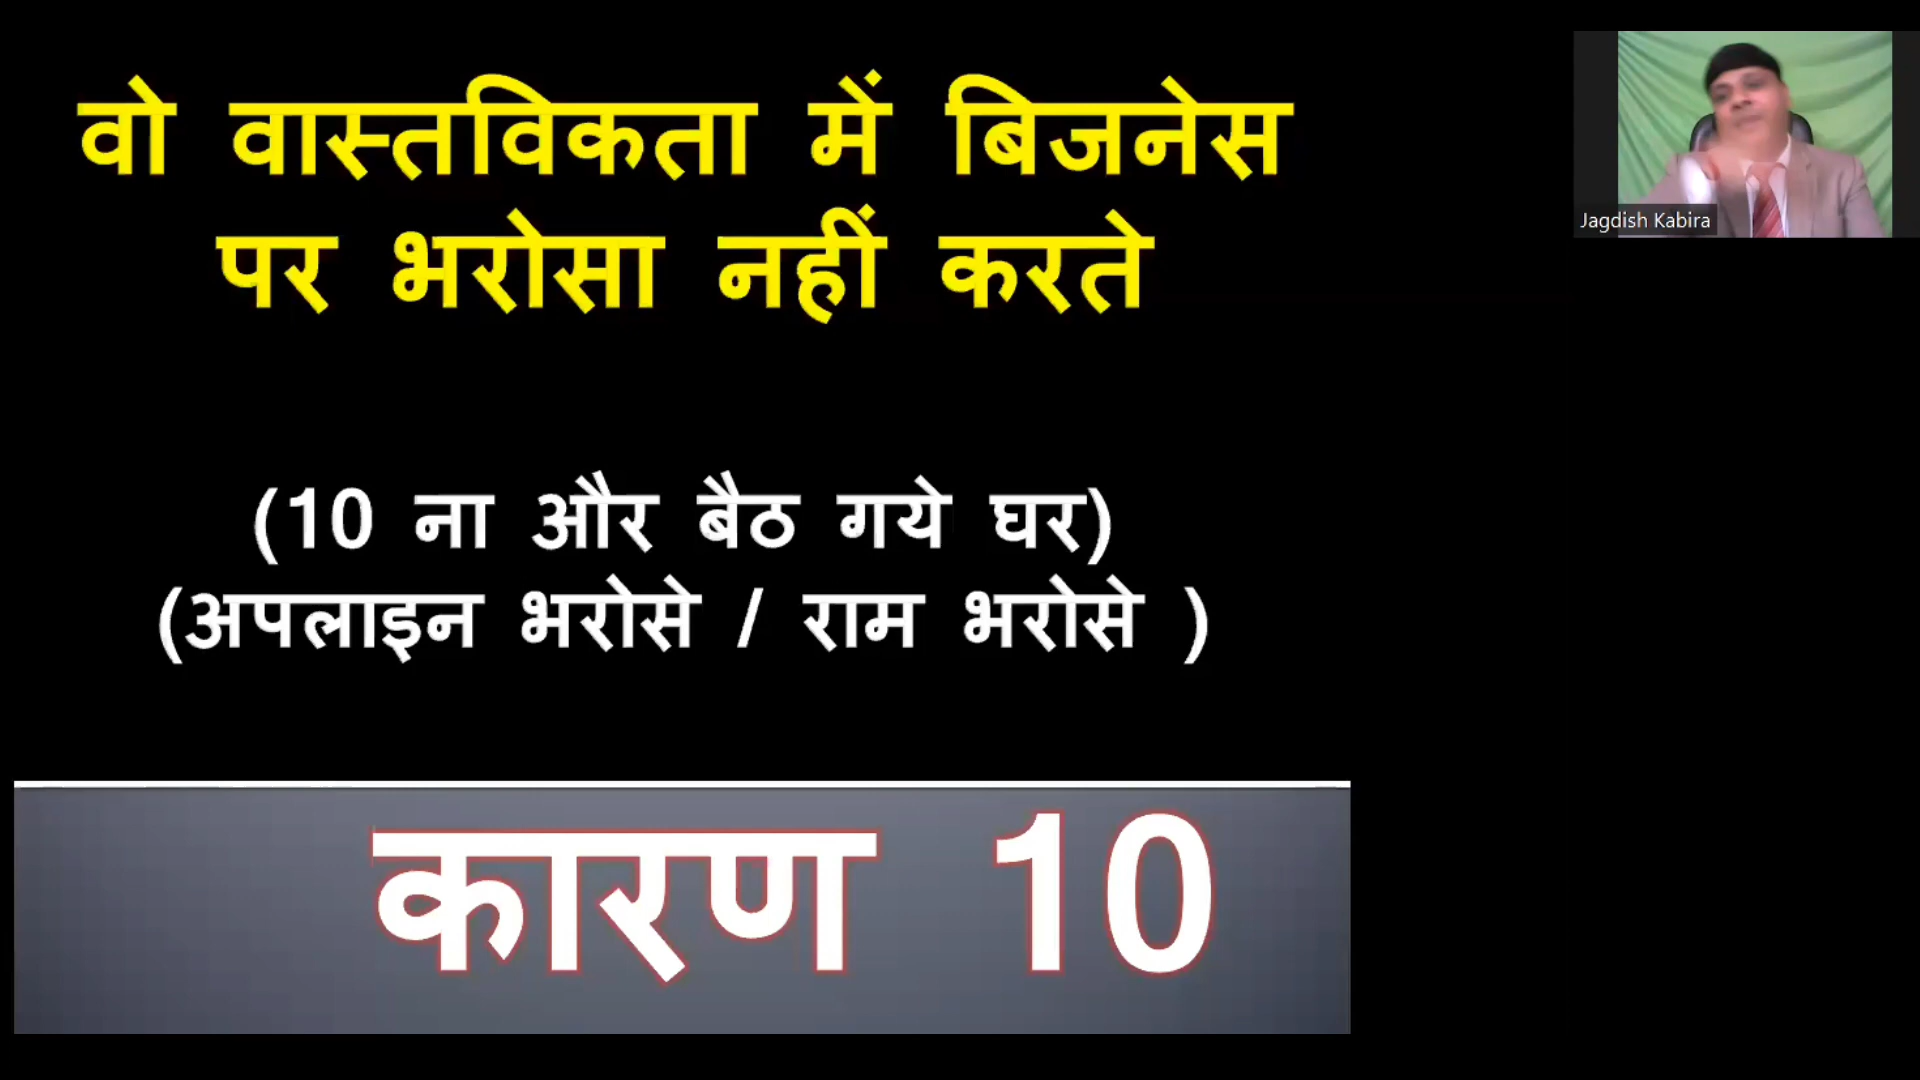 वो वास्तविकता में बिजनेस
पर भरोसा नहीं करते
(10 ना और बैठ गये घर)
(अपलाइन भरोसे / राम भरोसे )
कारण 10
Jagdish Kabira